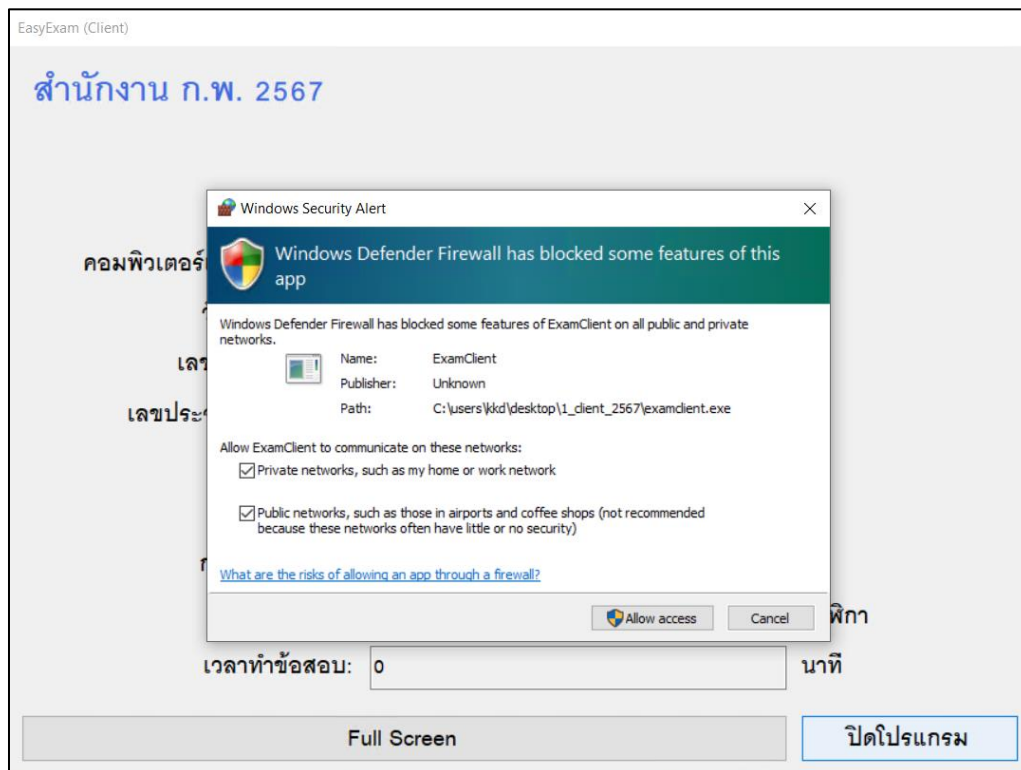 EasyExam (Client)
สำนักงาน ก.พ. 2567
Windows Security Alert
Windows Defender Firewall has blocked some features of this
app
คอมพิวเตอร์
Windows Defender Firewall has blocked some features of ExamClient on all public and private
networks.
Name: ExamClient
Publisher: Unknown
Path: C:\users\kkd\desktop\1_client_2567\examclient.exe
เลขประ
Allow ExamClient to communicate on these networks:
Private networks, such as my home or work network
Public networks, such as those in airports and coffee shops (not recommended
because these networks often have little or no security)
What are the risks of allowing an app through a firewall?
Allow access Cancel
เวลาทำข้อสอบ: 0 นาที
Full Screen ปิดโปรแกรม